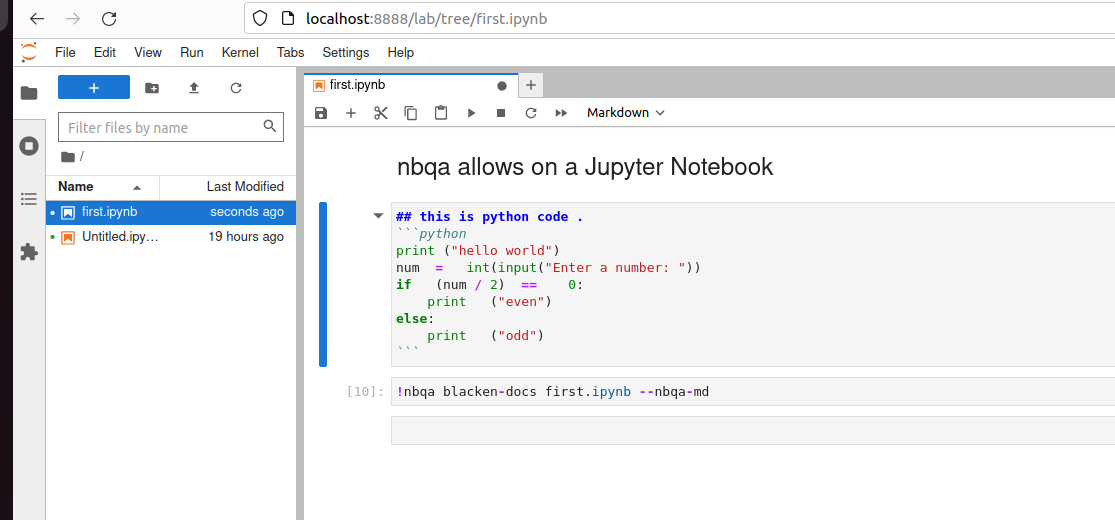 localhost:8888/lab/tree/first.ipynb
File Edit View Run Kernel Tabs Settings Help
first.ipynb
Markdown
Filter files by name
/
Name Last Modified
first.ipynb seconds ago
Untitled.ipy… 19 hours ago
nbqa allows on a Jupyter Notebook
## this is python code .
```python
print ("hello world")
num  =   int(input("Enter a number: "))
if   (num / 2)  ==    0:
    print   ("even")
else:
    print   ("odd")
```
[10]: !nbqa blacken-docs first.ipynb --nbqa-md